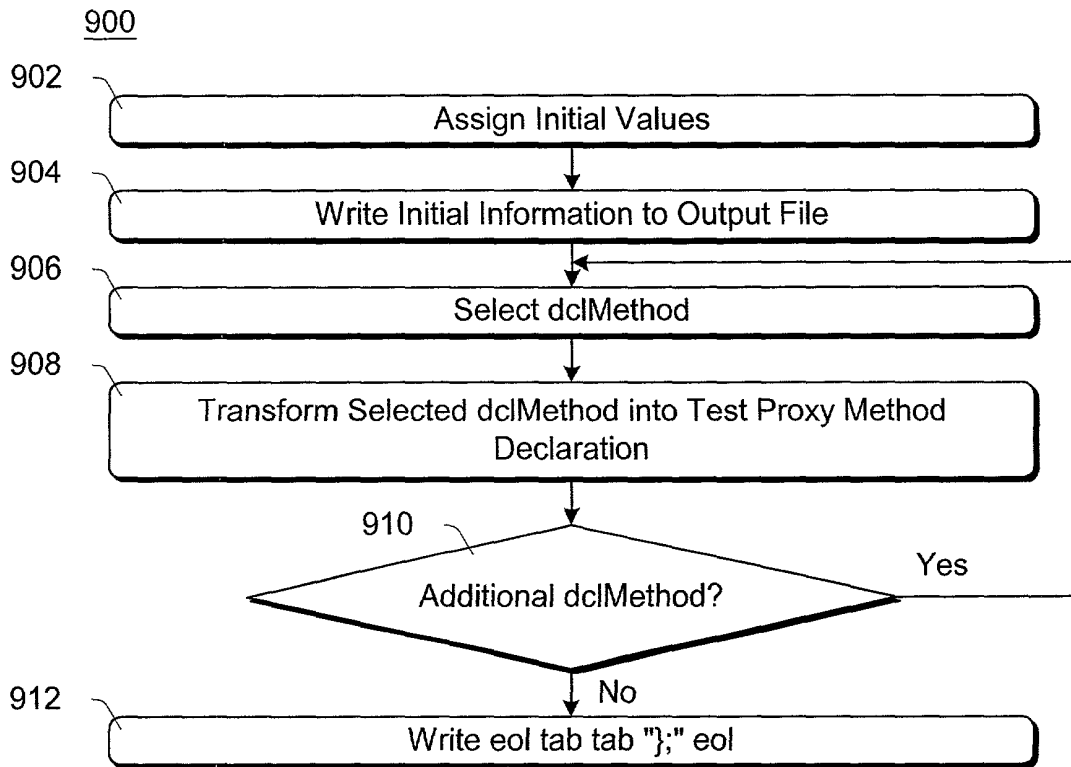 900
902
Assign Initial Values
904
Write Initial Information to Output File
906
Select dclMethod
908
Transform Selected dclMethod into Test Proxy Method
Declaration
910
Additional dclMethod?
Yes
No
912
Write eol tab tab "};" eol